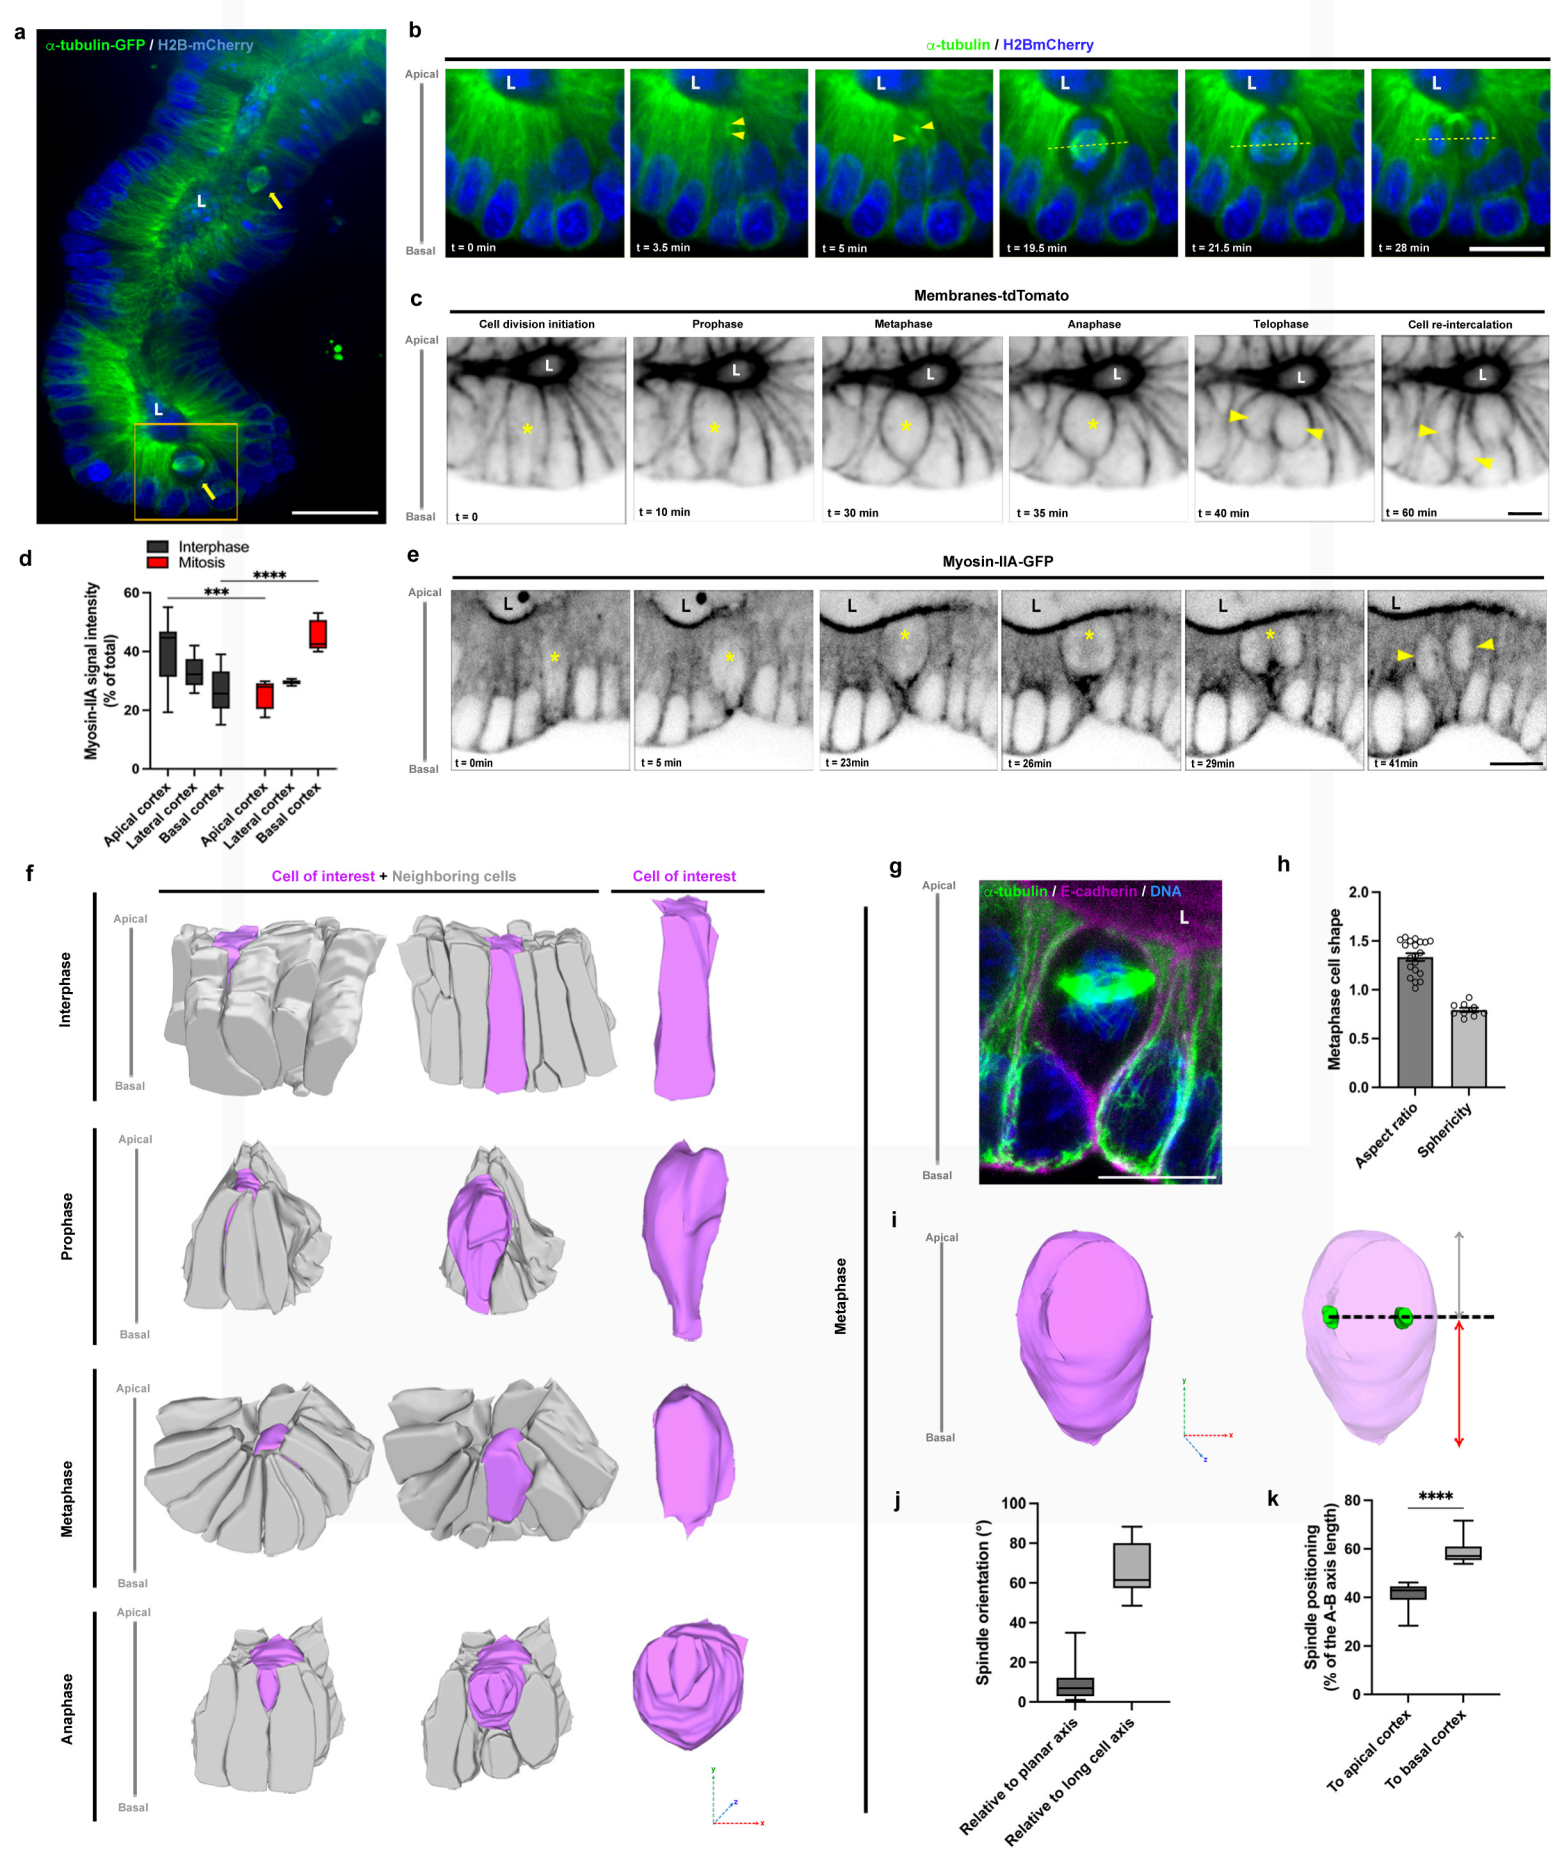 a
α-tubulin-GFP / H2B-mCherry
L
L
b
α-tubulin / H2BmCherry
Apical
Basal
L
L
L
L
L
L
t = 0 min
t = 3.5 min
t = 5 min
t = 19.5 min
t = 21.5 min
t = 28 min
c
Membranes-tdTomato
Cell division initiation
Prophase
Metaphase
Anaphase
Telophase
Cell re-intercalation
Apical
Basal
L
L
L
L
L
L
*
*
*
*
t = 0
t = 10 min
t = 30 min
t = 35 min
t = 40 min
t = 60 min
d
Interphase
Mitosis
****
***
Myosin-IIA signal intensity
(% of total)
60
40
20
0
Apical cortex
Lateral cortex
Basal cortex
Apical cortex
Lateral cortex
Basal cortex
e
Myosin-IIA-GFP
Apical
Basal
L
L
L
L
L
L
*
*
*
*
*
t = 0min
t = 5 min
t = 23min
t = 26min
t = 29min
t = 41min
f
Cell of interest + Neighboring cells
Cell of interest
Interphase
Apical
Basal
Prophase
Apical
Basal
Metaphase
Apical
Basal
Anaphase
Apical
Basal
y
z
x
Metaphase
g
Apical
Basal
α-tubulin / E-cadherin / DNA
L
h
Metaphase cell shape
2.0
1.5
1.0
0.5
0.0
Aspect ratio
Sphericity
i
Apical
Basal
y
x
z
j
Spindle orientation (°)
100
80
60
40
20
0
Relative to planar axis
Relative to long cell axis
k
****
Spindle positioning
(% of the A-B axis length)
80
60
40
20
0
To apical cortex
To basal cortex